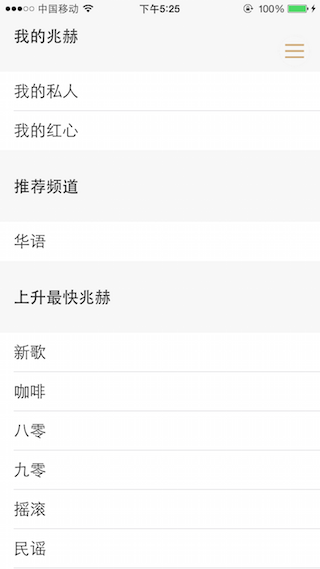 中国移动 下午5:25 100%
我的兆赫
我的私人
我的红心
推荐频道
华语
上升最快兆赫
新歌
咖啡
八零
九零
摇滚
民谣